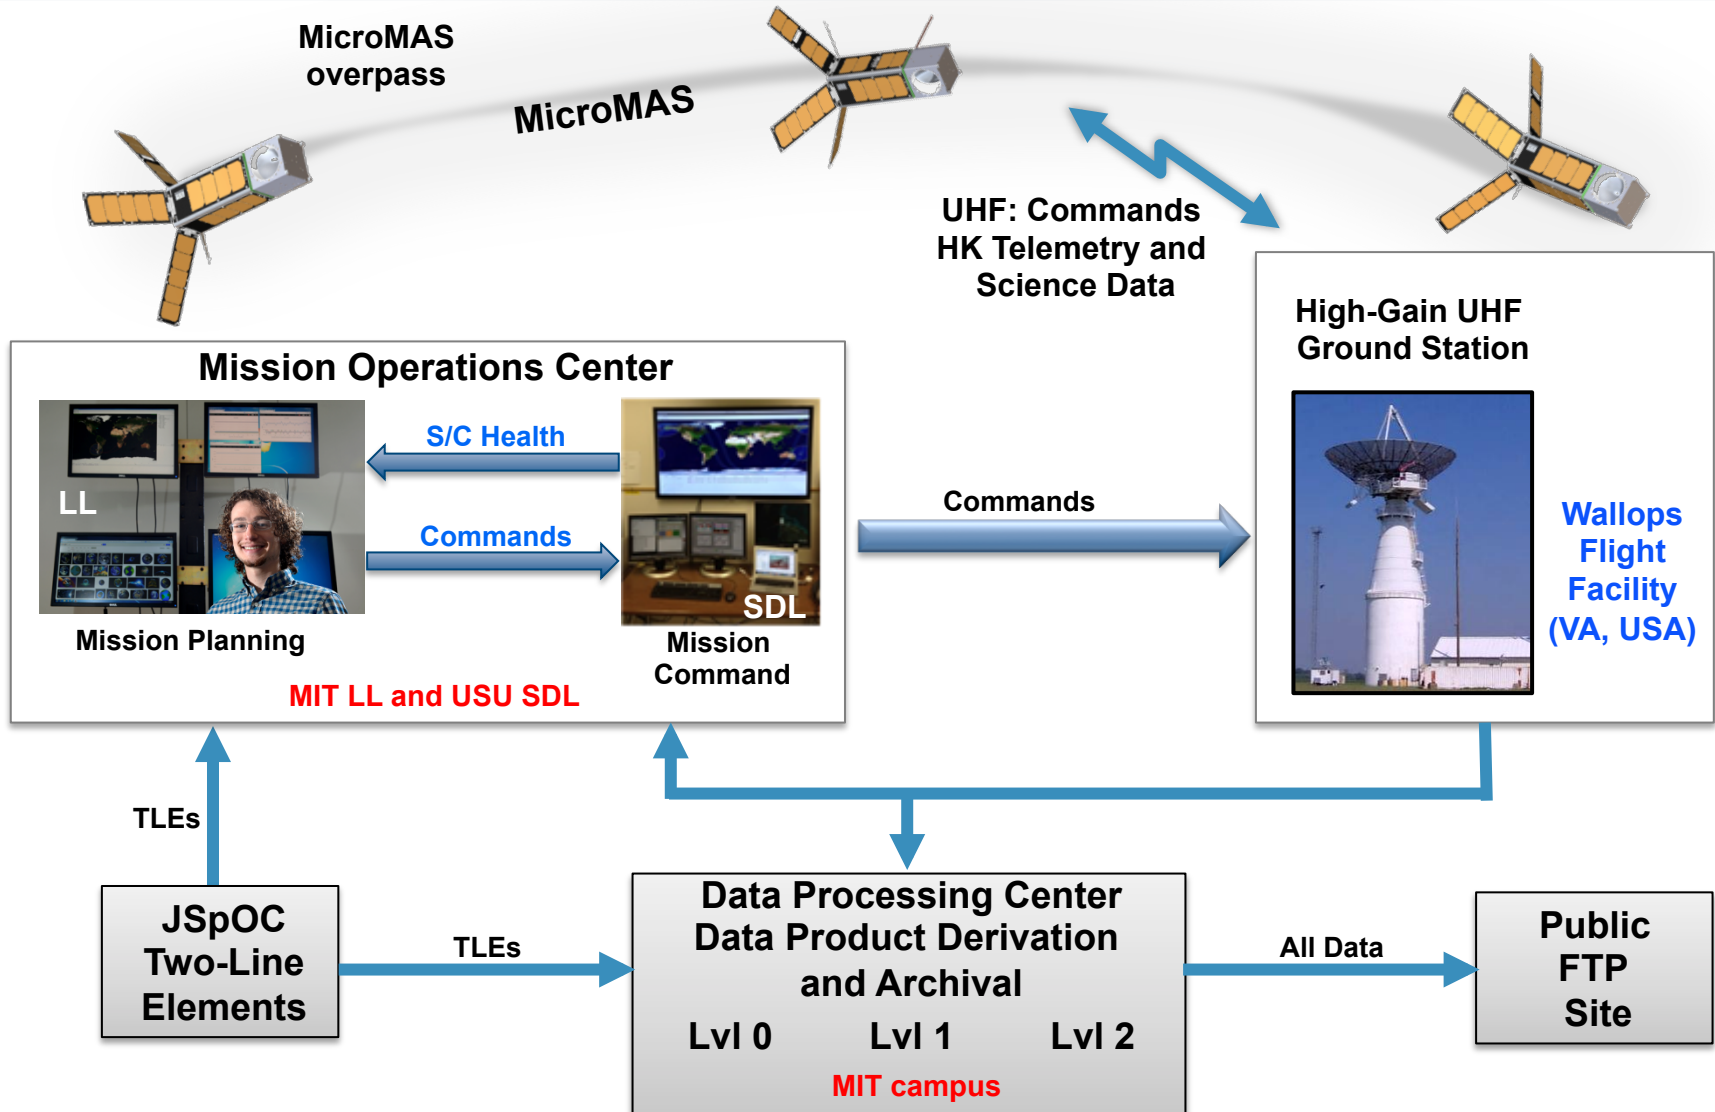 MicroMAS
overpass
MicroMAS
UHF: Commands
HK Telemetry and
Science Data
High-Gain UHF
Ground Station
Wallops
Flight
Facility
(VA, USA)
Mission Operations Center
S/C Health
LL
Commands
SDL
Mission Planning
Mission
Command
MIT LL and USU SDL
Commands
TLEs
JSpOC
Two-Line
Elements
TLEs
Data Processing Center
Data Product Derivation
and Archival
Lvl 0 Lvl 1 Lvl 2
MIT campus
All Data
Public
FTP
Site